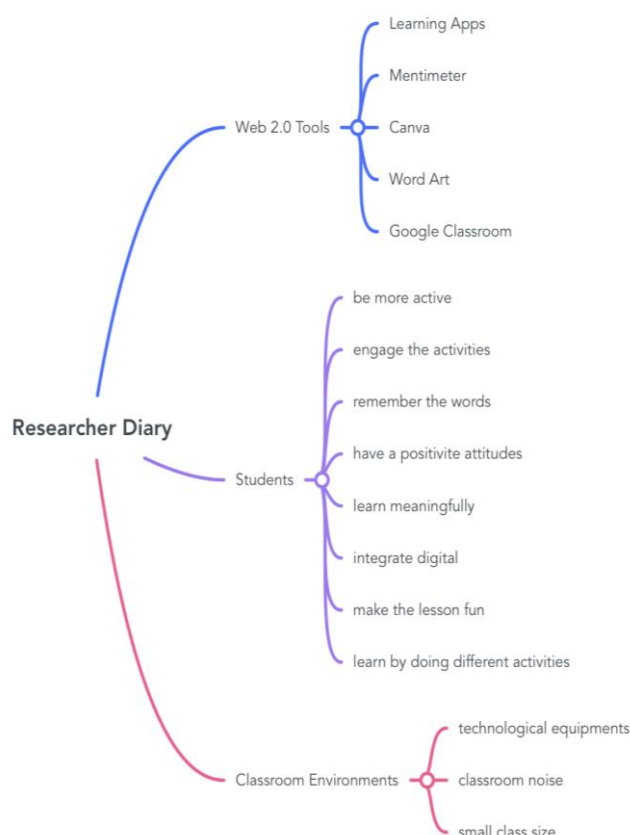 Learning Apps
Mentimeter
Web 2.0 Tools
Canva
Word Art
Google Classroom
be more active
engage the activities
remember the words
Researcher Diary
have a positivite attitudes
Students
learn meaningfully
integrate digital
make the lesson fun
learn by doing different activities
technological equipments
Classroom Environments
classroom noise
small class size